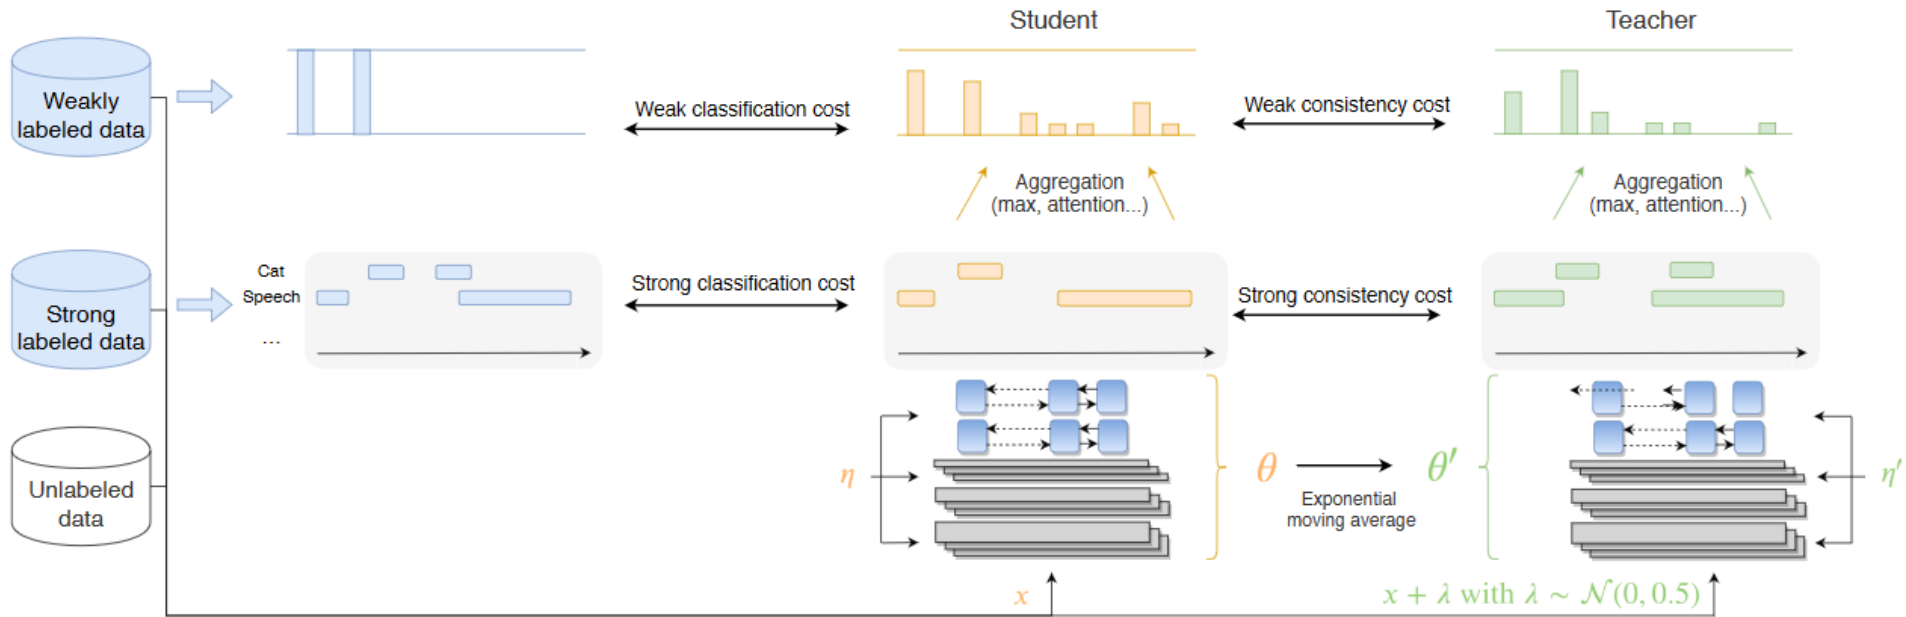 Student
Teacher
Weakly
labeled data
Weak classification cost
Weak consistency cost
Aggregation
(max, attention...)
Aggregation
(max, attention...)
Strong
labeled data
Cat
Speech
...
Strong classification cost
Strong consistency cost
Unlabeled
data
η
θ
Exponential
moving average
θ′
η′
x
x + λ with λ ~ 𝒩(0, 0.5)